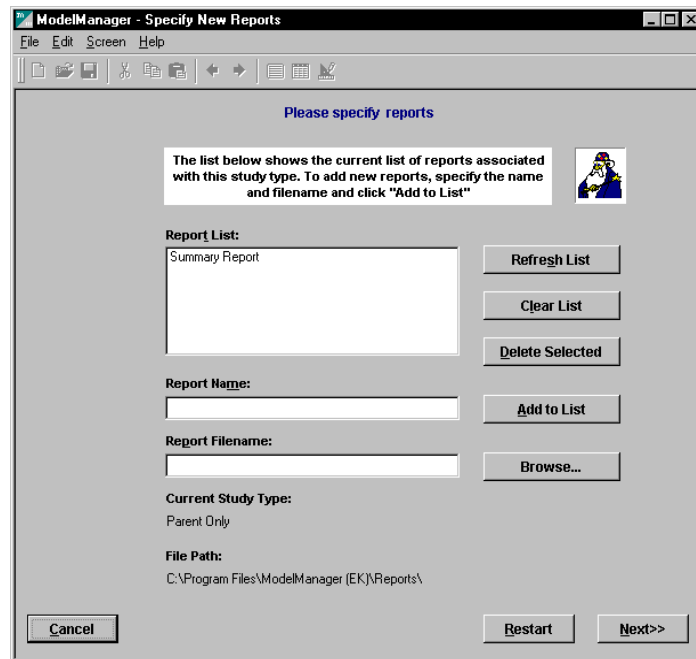 ModelManager - Specify New Reports
File Edit Screen Help
Please specify reports
The list below shows the current list of reports associated
with this study type. To add new reports, specify the name
and filename and click "Add to List"
Report List:
Summary Report
Refresh List
Clear List
Delete Selected
Report Name:
Add to List
Report Filename:
Browse...
Current Study Type:
Parent Only
File Path:
C:\Program Files\ModelManager (EK)\Reports\
Cancel
Restart
Next>>